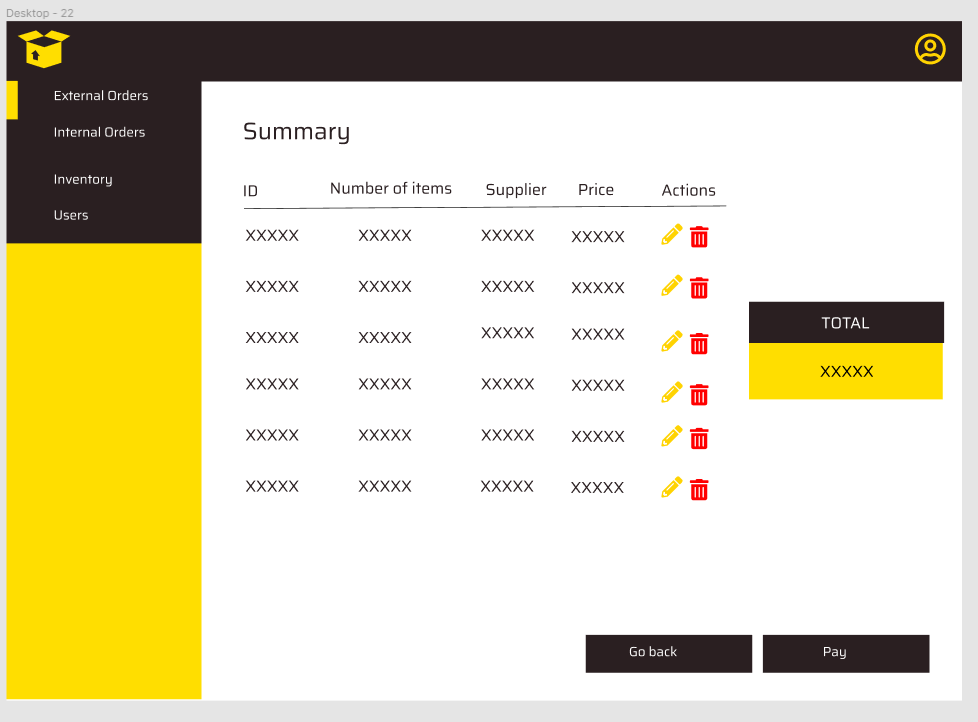 Desktop - 22
External Orders
Internal Orders
Inventory
Users
Summary
ID Number of items Supplier Price Actions
XXXXX XXXXX XXXXX XXXXX
XXXXX XXXXX XXXXX XXXXX
XXXXX XXXXX XXXXX XXXXX
XXXXX XXXXX XXXXX XXXXX
XXXXX XXXXX XXXXX XXXXX
XXXXX XXXXX XXXXX XXXXX
TOTAL
XXXXX
Go back
Pay